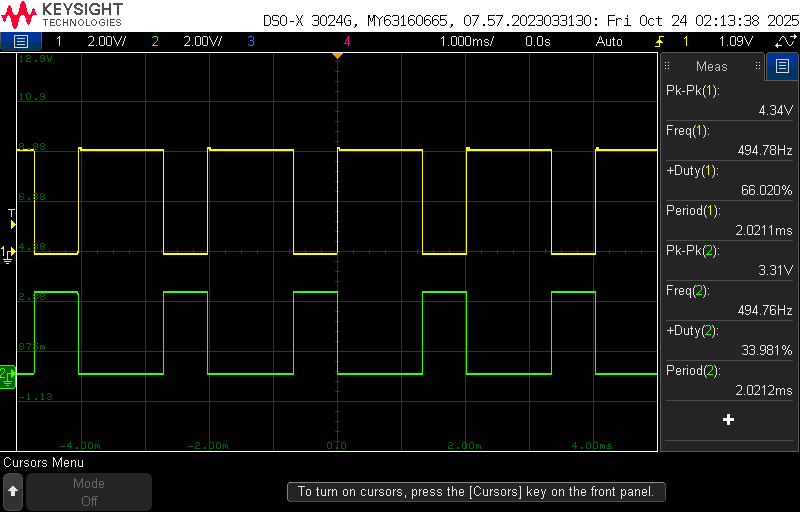 KEYSIGHT
TECHNOLOGIES
DSO-X 3024G, MY63160665, 07.57.2023033130: Fri Oct 24 02:13:38 2025
1 2.00V/ 2 2.00V/ 3 4 1.000ms/ 0.0s Auto 1 1.09V
12.9V
10.9
8.88
6.88
4.88
2.88
875m
-1.13
-4.00m -2.00m 0.0 2.00m 4.00ms
T
1
2
Meas
Pk-Pk(1):
4.34V
Freq(1):
494.78Hz
+Duty(1):
66.020%
Period(1):
2.0211ms
Pk-Pk(2):
3.31V
Freq(2):
494.76Hz
+Duty(2):
33.981%
Period(2):
2.0212ms
Cursors Menu
Mode
Off
To turn on cursors, press the [Cursors] key on the front panel.